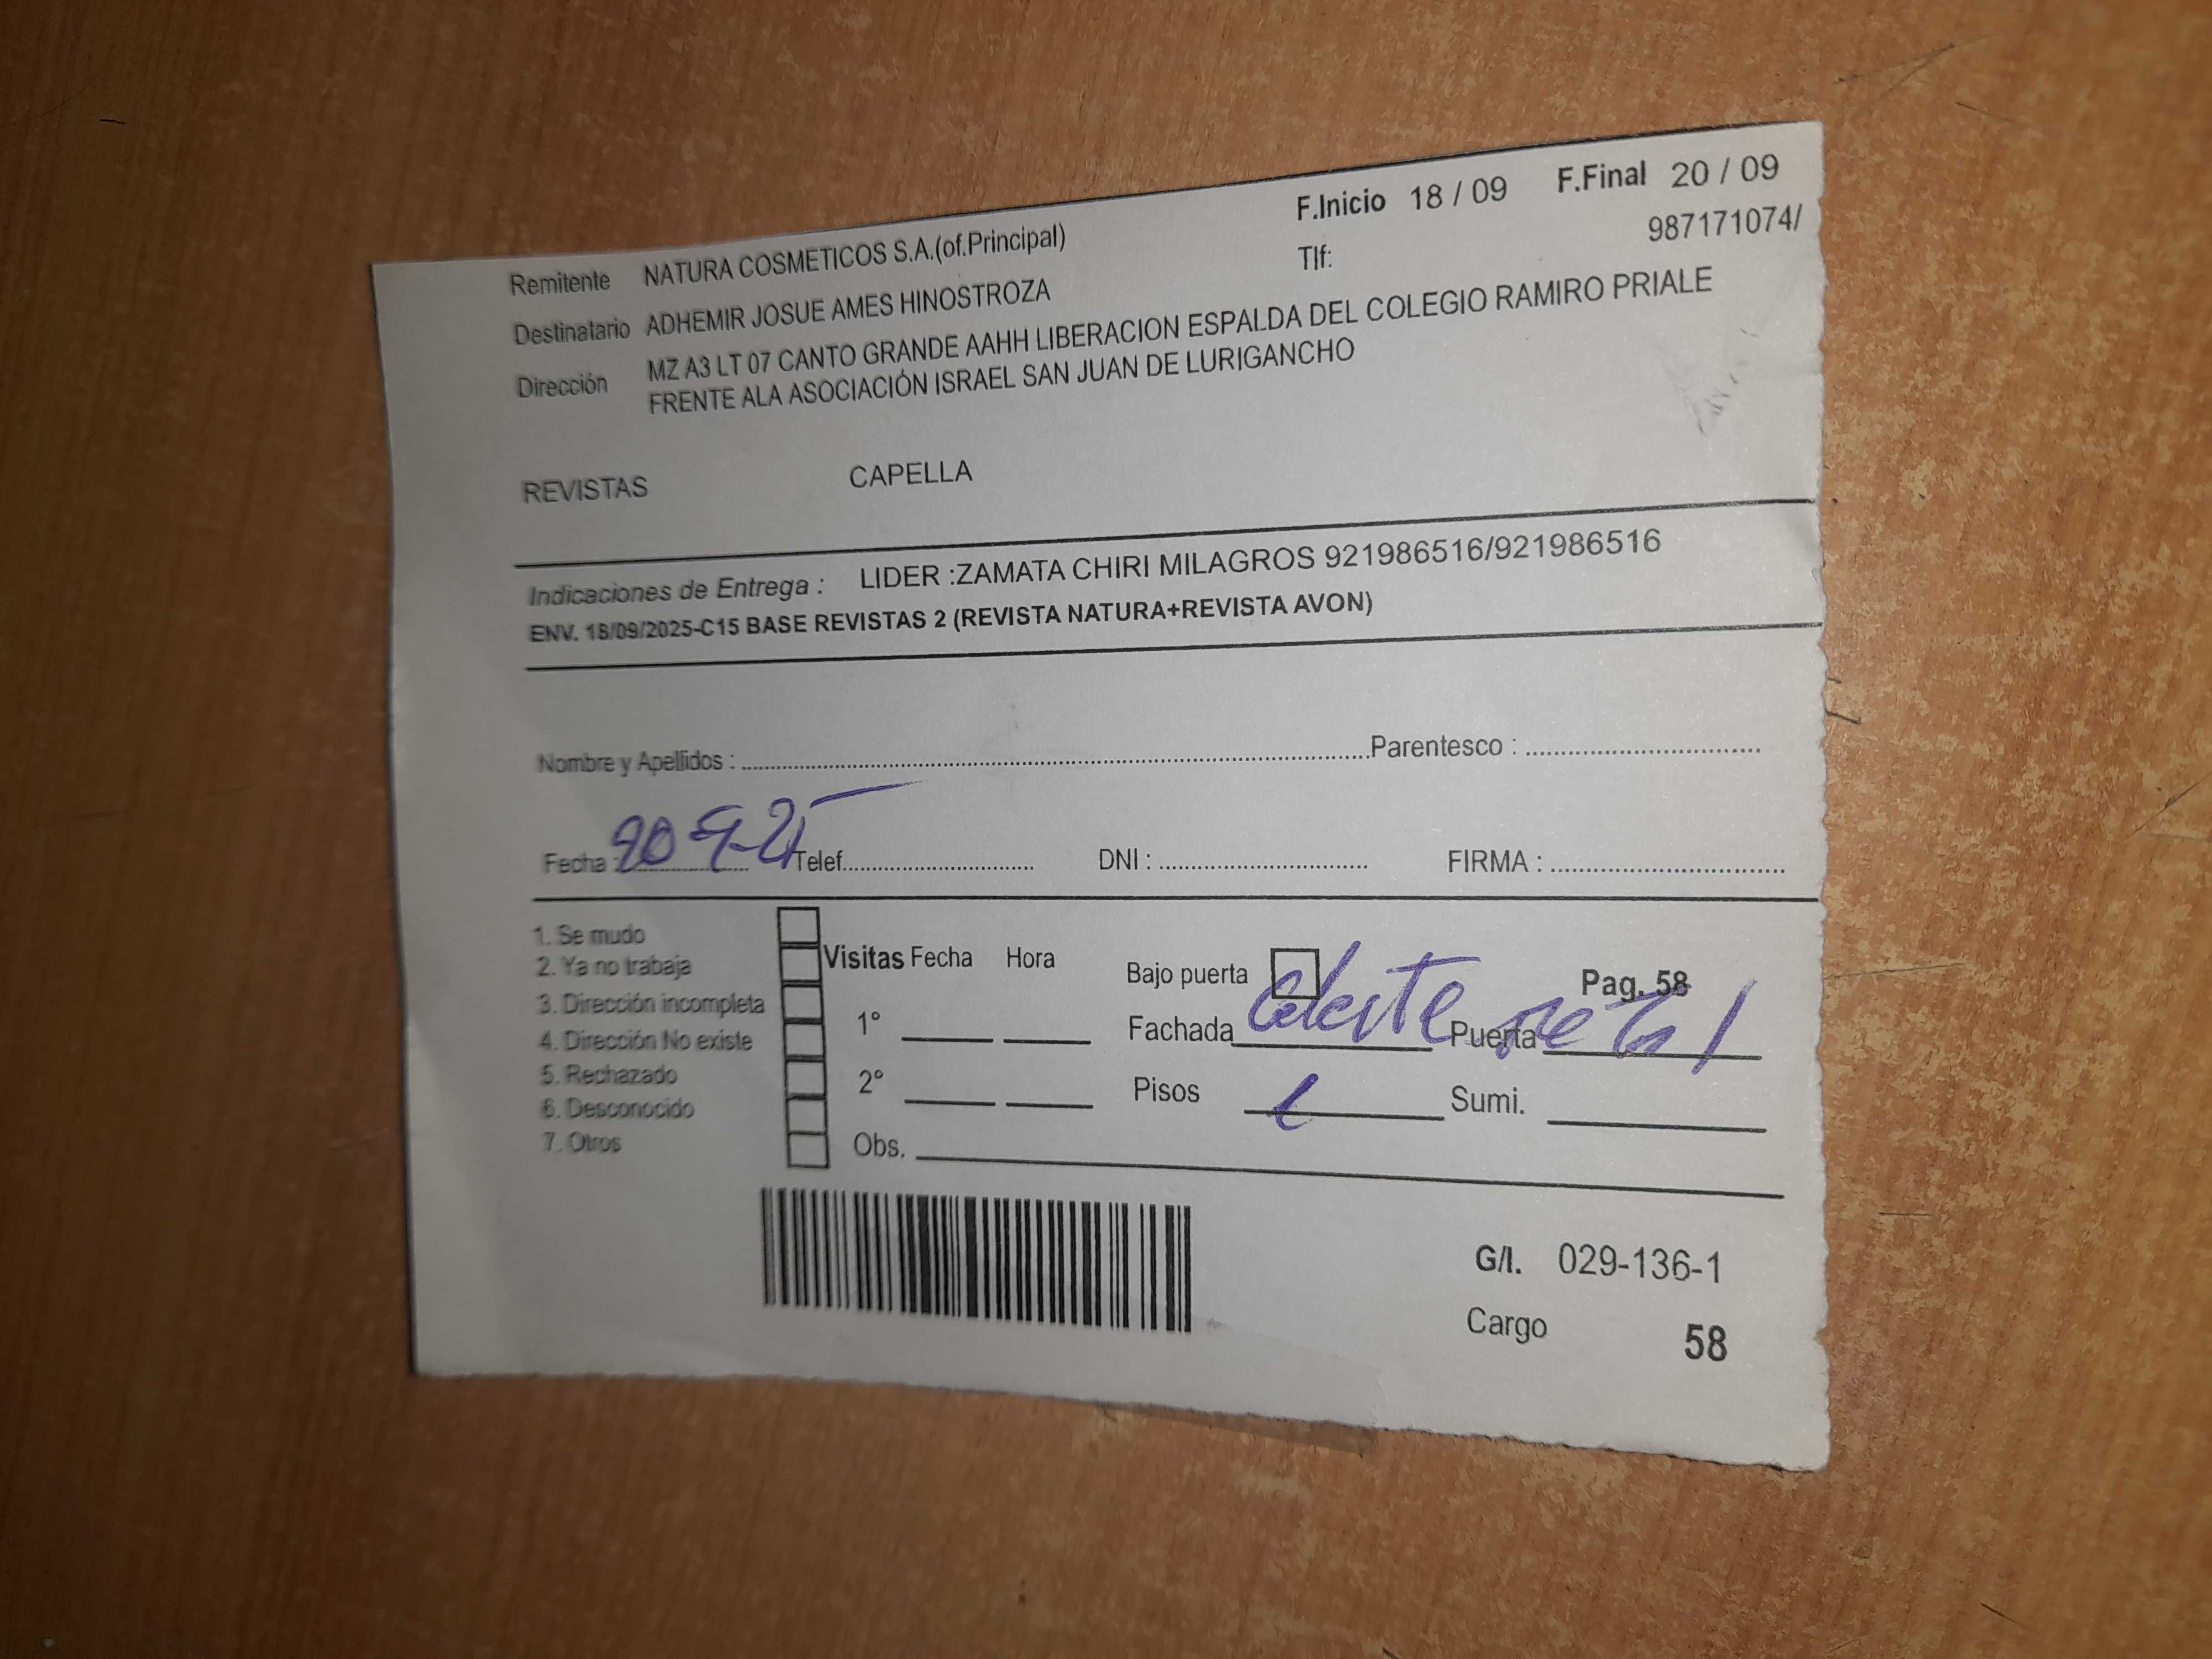 F.Inicio 18 / 09 F.Final 20 / 09
Remitente NATURA COSMETICOS S.A.(of.Principal) Tlf: 987171074/
Destinatario ADHEMIR JOSUE AMES HINOSTROZA
Dirección MZ A3 LT 07 CANTO GRANDE AAHH LIBERACION ESPALDA DEL COLEGIO RAMIRO PRIALE
FRENTE ALA ASOCIACIÓN ISRAEL SAN JUAN DE LURIGANCHO
REVISTAS CAPELLA
Indicaciones de Entrega : LIDER :ZAMATA CHIRI MILAGROS 921986516/921986516
ENV. 18/09/2025-C15 BASE REVISTAS 2 (REVISTA NATURA+REVISTA AVON)
Nombre y Apellidos : Parentesco :
Fecha : 20-9-25 Telef. DNI : FIRMA :
1. Se mudo
2. Ya no trabaja
3. Dirección incompleta
4. Dirección No existe
5. Rechazado
6. Desconocido
7. Otros
Visitas Fecha Hora
1°
2°
Obs.
Bajo puerta Pag. 58
Fachada Celeste Puerta metal
Pisos 1 Sumi.
G/I. 029-136-1
Cargo 58